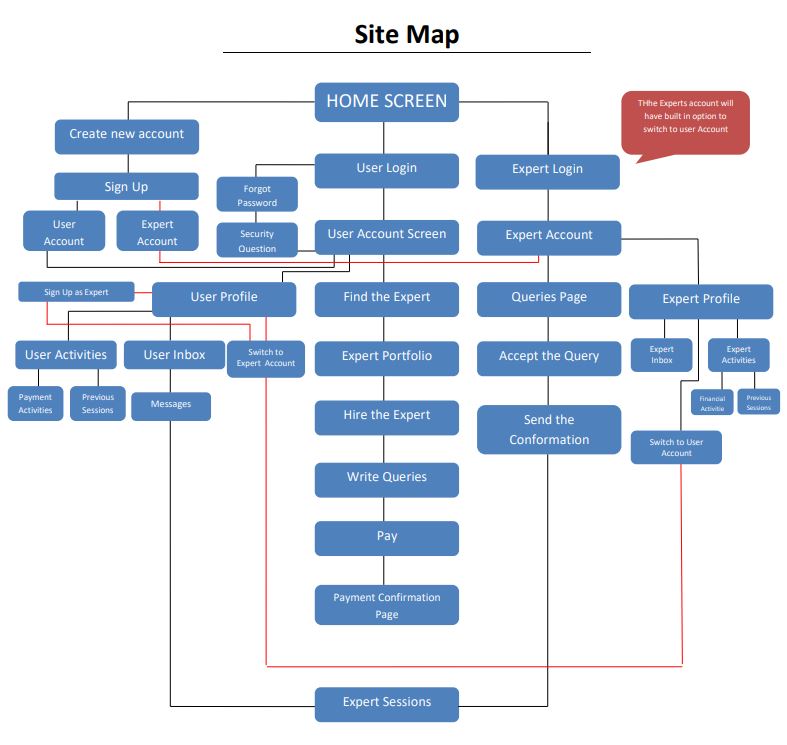 Site Map
HOME SCREEN
THhe Experts account will
have built in option to
switch to user Account
Create new account
User Login
Expert Login
Sign Up
Forgot
Password
User
Account
Expert
Account
Security
Question
User Account Screen
Expert Account
Sign Up as Expert
User Profile
Find the Expert
Queries Page
Expert Profile
User Activities
User Inbox
Switch to
Expert Account
Expert Portfolio
Accept the Query
Expert
Inbox
Expert
Activities
Payment
Activities
Previous
Sessions
Messages
Hire the Expert
Send the
Conformation
Financial
Activitie
Previous
Sessions
Switch to User
Account
Write Queries
Pay
Payment Confirmation
Page
Expert Sessions